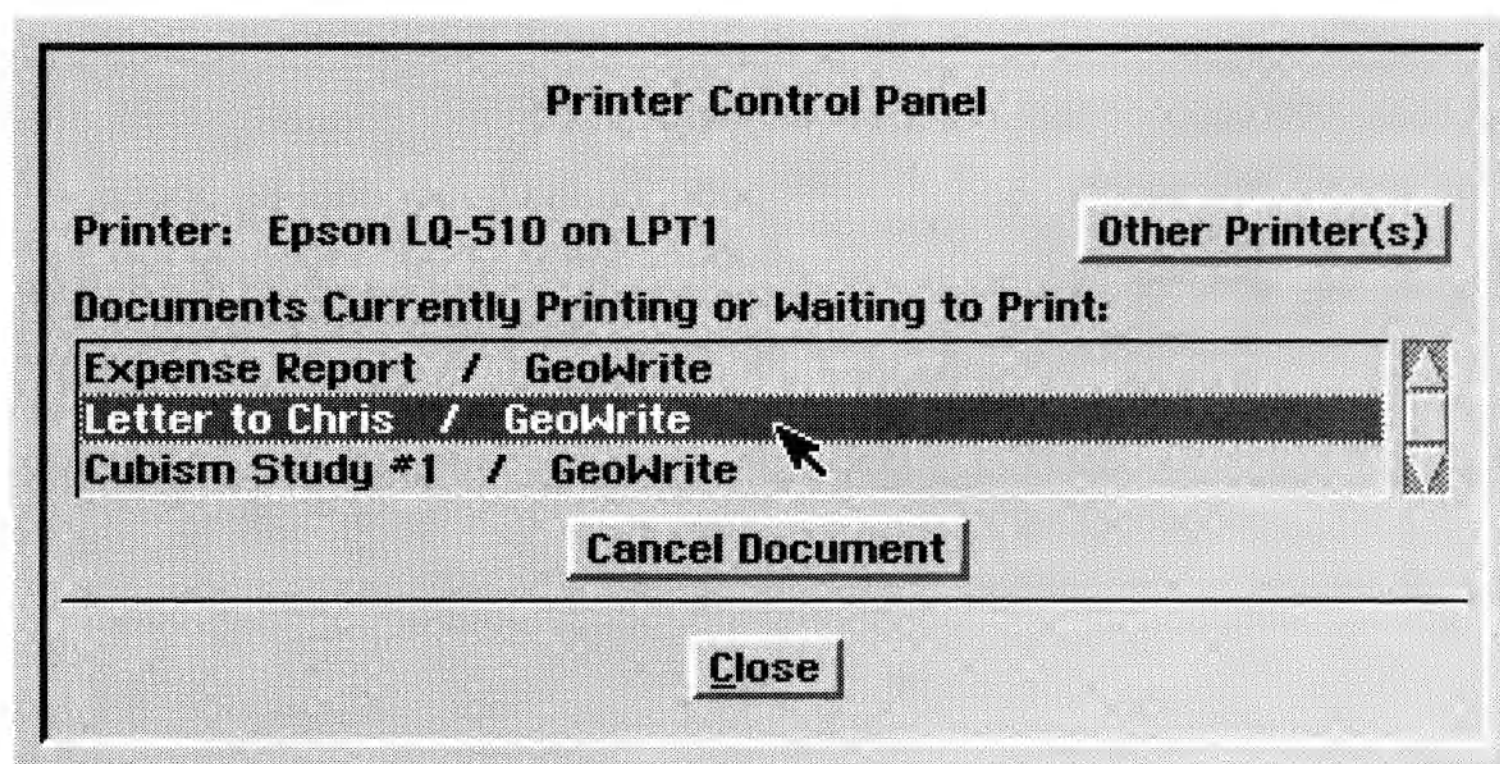 Printer Control Panel
Printer: Epson LQ-510 on LPT1
Other Printer(s)
Documents Currently Printing or Waiting to Print:
Expense Report / GeoWrite
Letter to Chris / GeoWrite
Cubism Study #1 / GeoWrite
Cancel Document
Close